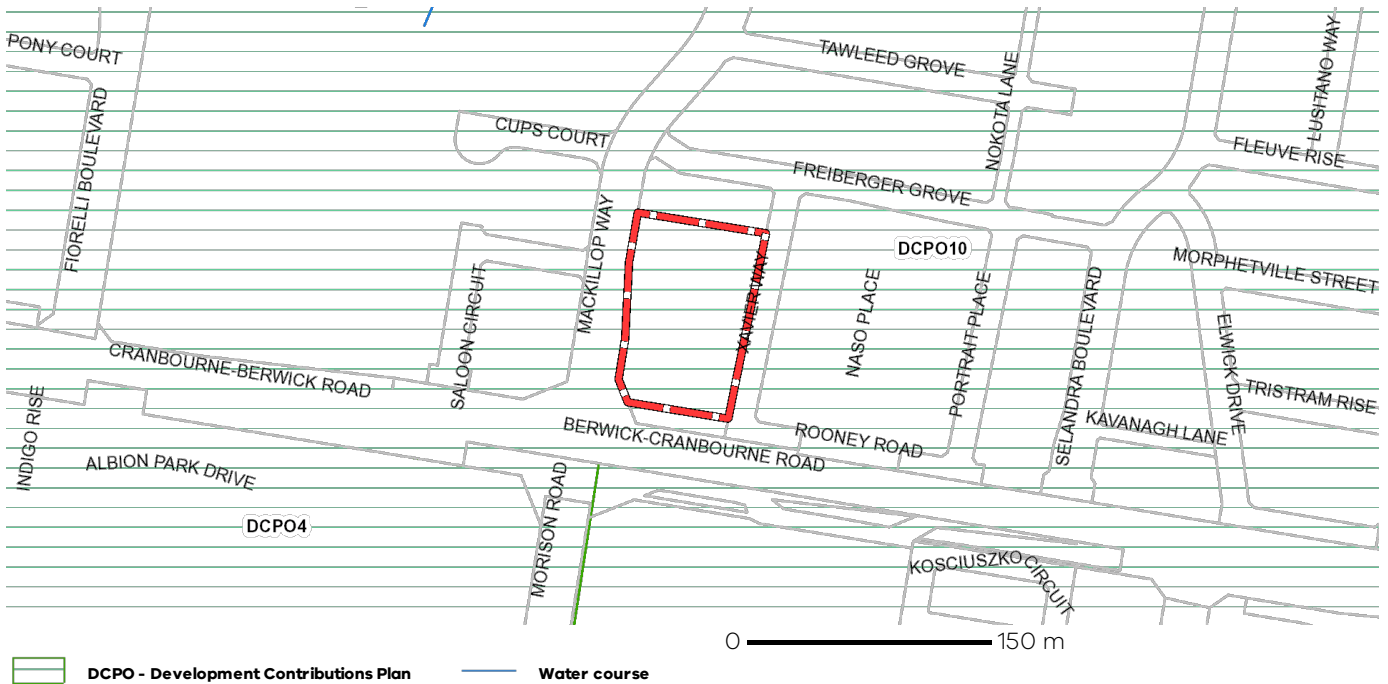 PONY COURT
TAWLEED GROVE
LUSITANO WAY
NOKOTA LANE
FIORELLI BOULEVARD
CUPS COURT
FLEUVE RISE
FREIBERGER GROVE
MACKILLOP WAY
DCPO10
XAVIER WAY
MORPHETVILLE STREET
SALOON CIRCUIT
NASO PLACE
PORTRAIT PLACE
SELANDRA BOULEVARD
ELWICK DRIVE
CRANBOURNE-BERWICK ROAD
TRISTRAM RISE
INDIGO RISE
BERWICK-CRANBOURNE ROAD
ROONEY ROAD
KAVANAGH LANE
ALBION PARK DRIVE
MORISON ROAD
DCPO4
KOSCIUSZKO CIRCUIT
0 150 m
DCPO - Development Contributions Plan Water course